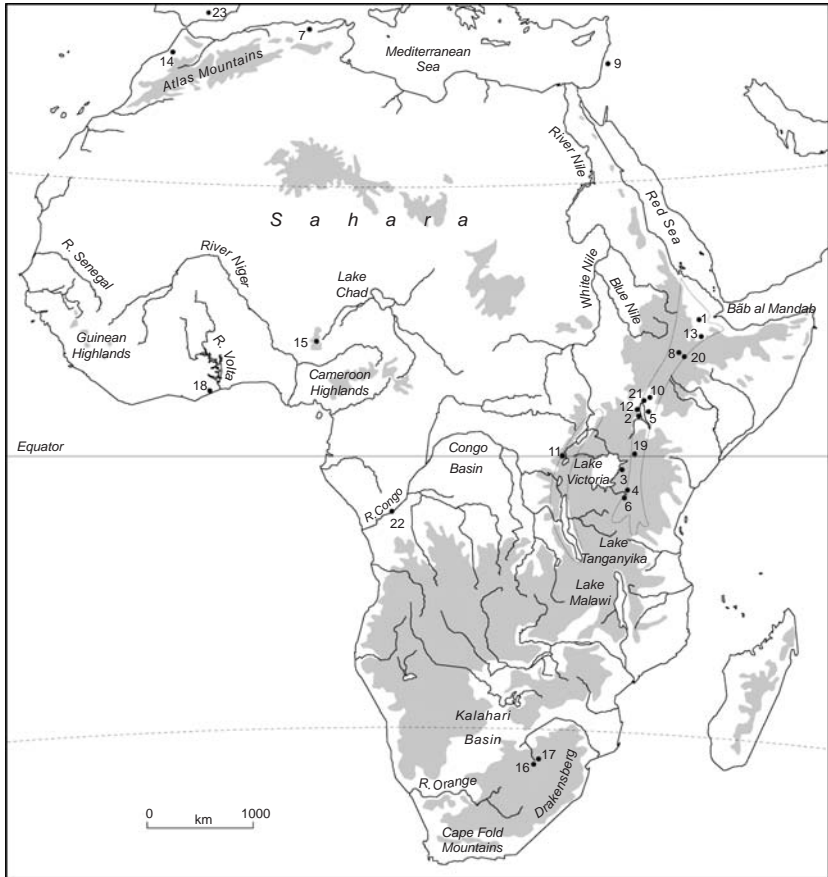 23
7
14
Atlas Mountains
Mediterranean
Sea
9
River Nile
Red Sea
Sahara
R. Senegal
River Niger
Lake
Chad
White Nile
Blue Nile
Bāb al Mandab
1
13
Guinean
Highlands
R. Volta
15
8
20
18
Cameroon
Highlands
21
10
12
2
5
Equator
11
19
Congo
Basin
Lake
Victoria
3
4
6
R.Congo
22
Lake
Tanganyika
Lake
Malawi
Kalahari
Basin
16
17
R.Orange
Drakensberg
0
1000
km
Cape Fold
Mountains